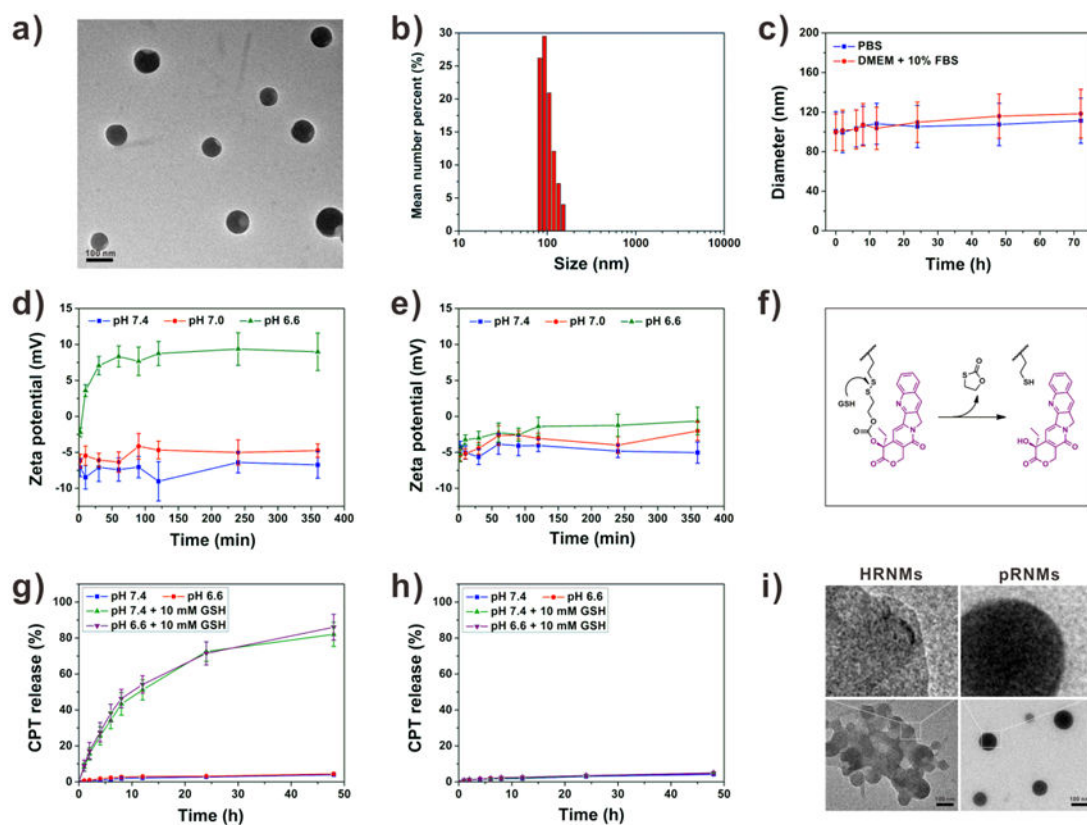 a)
100 nm
b)
Mean number percent (%)
30
25
20
15
10
5
0
10 100 1000 10000
Size (nm)
c)
Diameter (nm)
200
160
120
80
40
0
PBS
DMEM + 10% FBS
0 10 20 30 40 50 60 70
Time (h)
d)
Zeta potential (mV)
15
10
5
0
-5
-10
pH 7.4 pH 7.0 pH 6.6
0 50 100 150 200 250 300 350 400
Time (min)
e)
Zeta potential (mV)
15
10
5
0
-5
-10
pH 7.4 pH 7.0 pH 6.6
0 50 100 150 200 250 300 350 400
Time (min)
f)
GSH
S
S
O
O
O
O
O
N
N
O
S
O
O
SH
N
N
O
HO
O
O
g)
CPT release (%)
100
80
60
40
20
0
pH 7.4 pH 6.6
pH 7.4 + 10 mM GSH
pH 6.6 + 10 mM GSH
0 10 20 30 40 50
Time (h)
h)
CPT release (%)
100
80
60
40
20
0
pH 7.4 pH 6.6
pH 7.4 + 10 mM GSH
pH 6.6 + 10 mM GSH
0 10 20 30 40 50
Time (h)
i)
HRNMs pRNMs
100 nm 100 nm